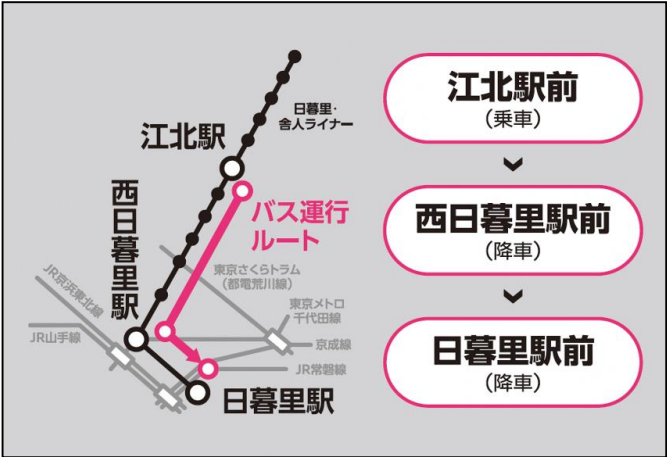 日暮里・
舎人ライナー
江北駅
西日暮里駅
バス運行
ルート
東京さくらトラム
(都電荒川線)
東京メトロ
千代田線
京成線
JR常磐線
JR京浜東北線
JR山手線
日暮里駅
江北駅前
(乗車)
西日暮里駅前
(降車)
日暮里駅前
(降車)